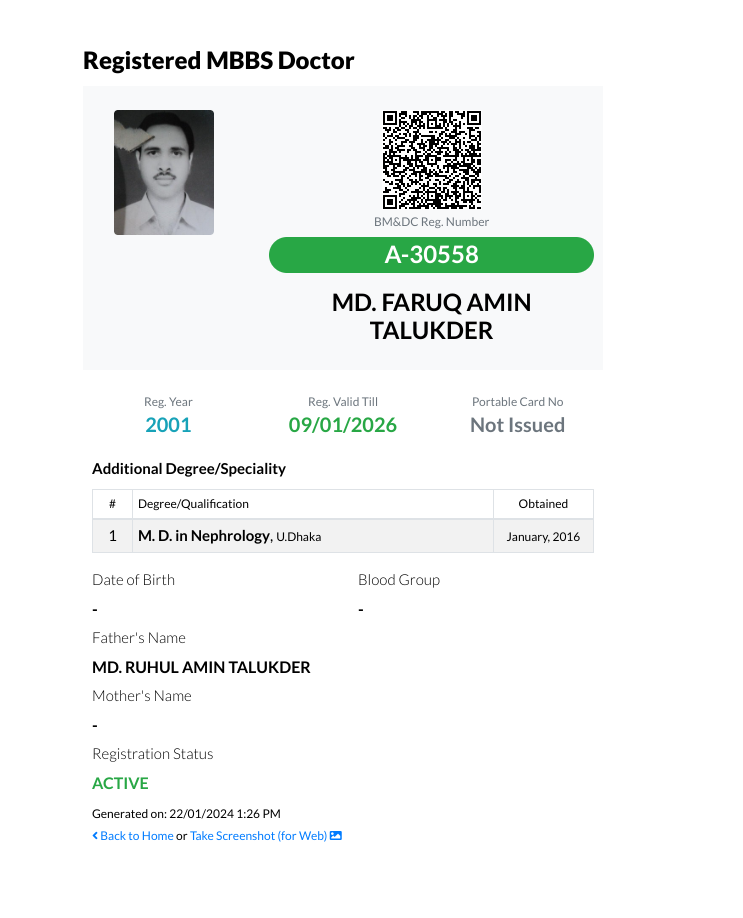 Registered MBBS Doctor
BM&DC Reg. Number
A-30558
MD. FARUQ AMIN
TALUKDER
Reg. Year
2001
Reg. Valid Till
09/01/2026
Portable Card No
Not Issued
Additional Degree/Speciality
# Degree/Qualification Obtained
1 M. D. in Nephrology, U.Dhaka January, 2016
Date of Birth
-
Blood Group
-
Father's Name
MD. RUHUL AMIN TALUKDER
Mother's Name
-
Registration Status
ACTIVE
Generated on: 22/01/2024 1:26 PM
Back to Home or Take Screenshot (for Web)